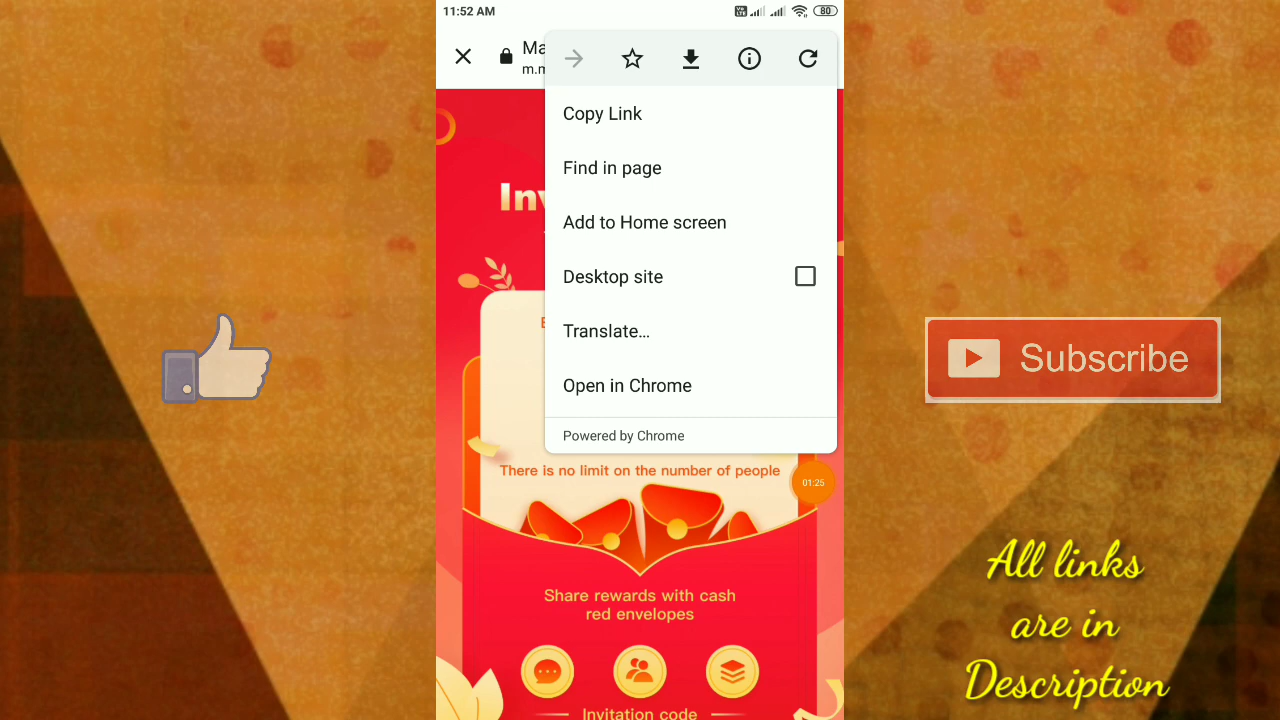 11:52 AM
80
Ma
m.m
Copy Link
Find in page
Add to Home screen
Desktop site
Translate...
Open in Chrome
Powered by Chrome
Inv
There is no limit on the number of people
01:25
Share rewards with cash
red envelopes
Invitation code
Subscribe
All links
are in
Description